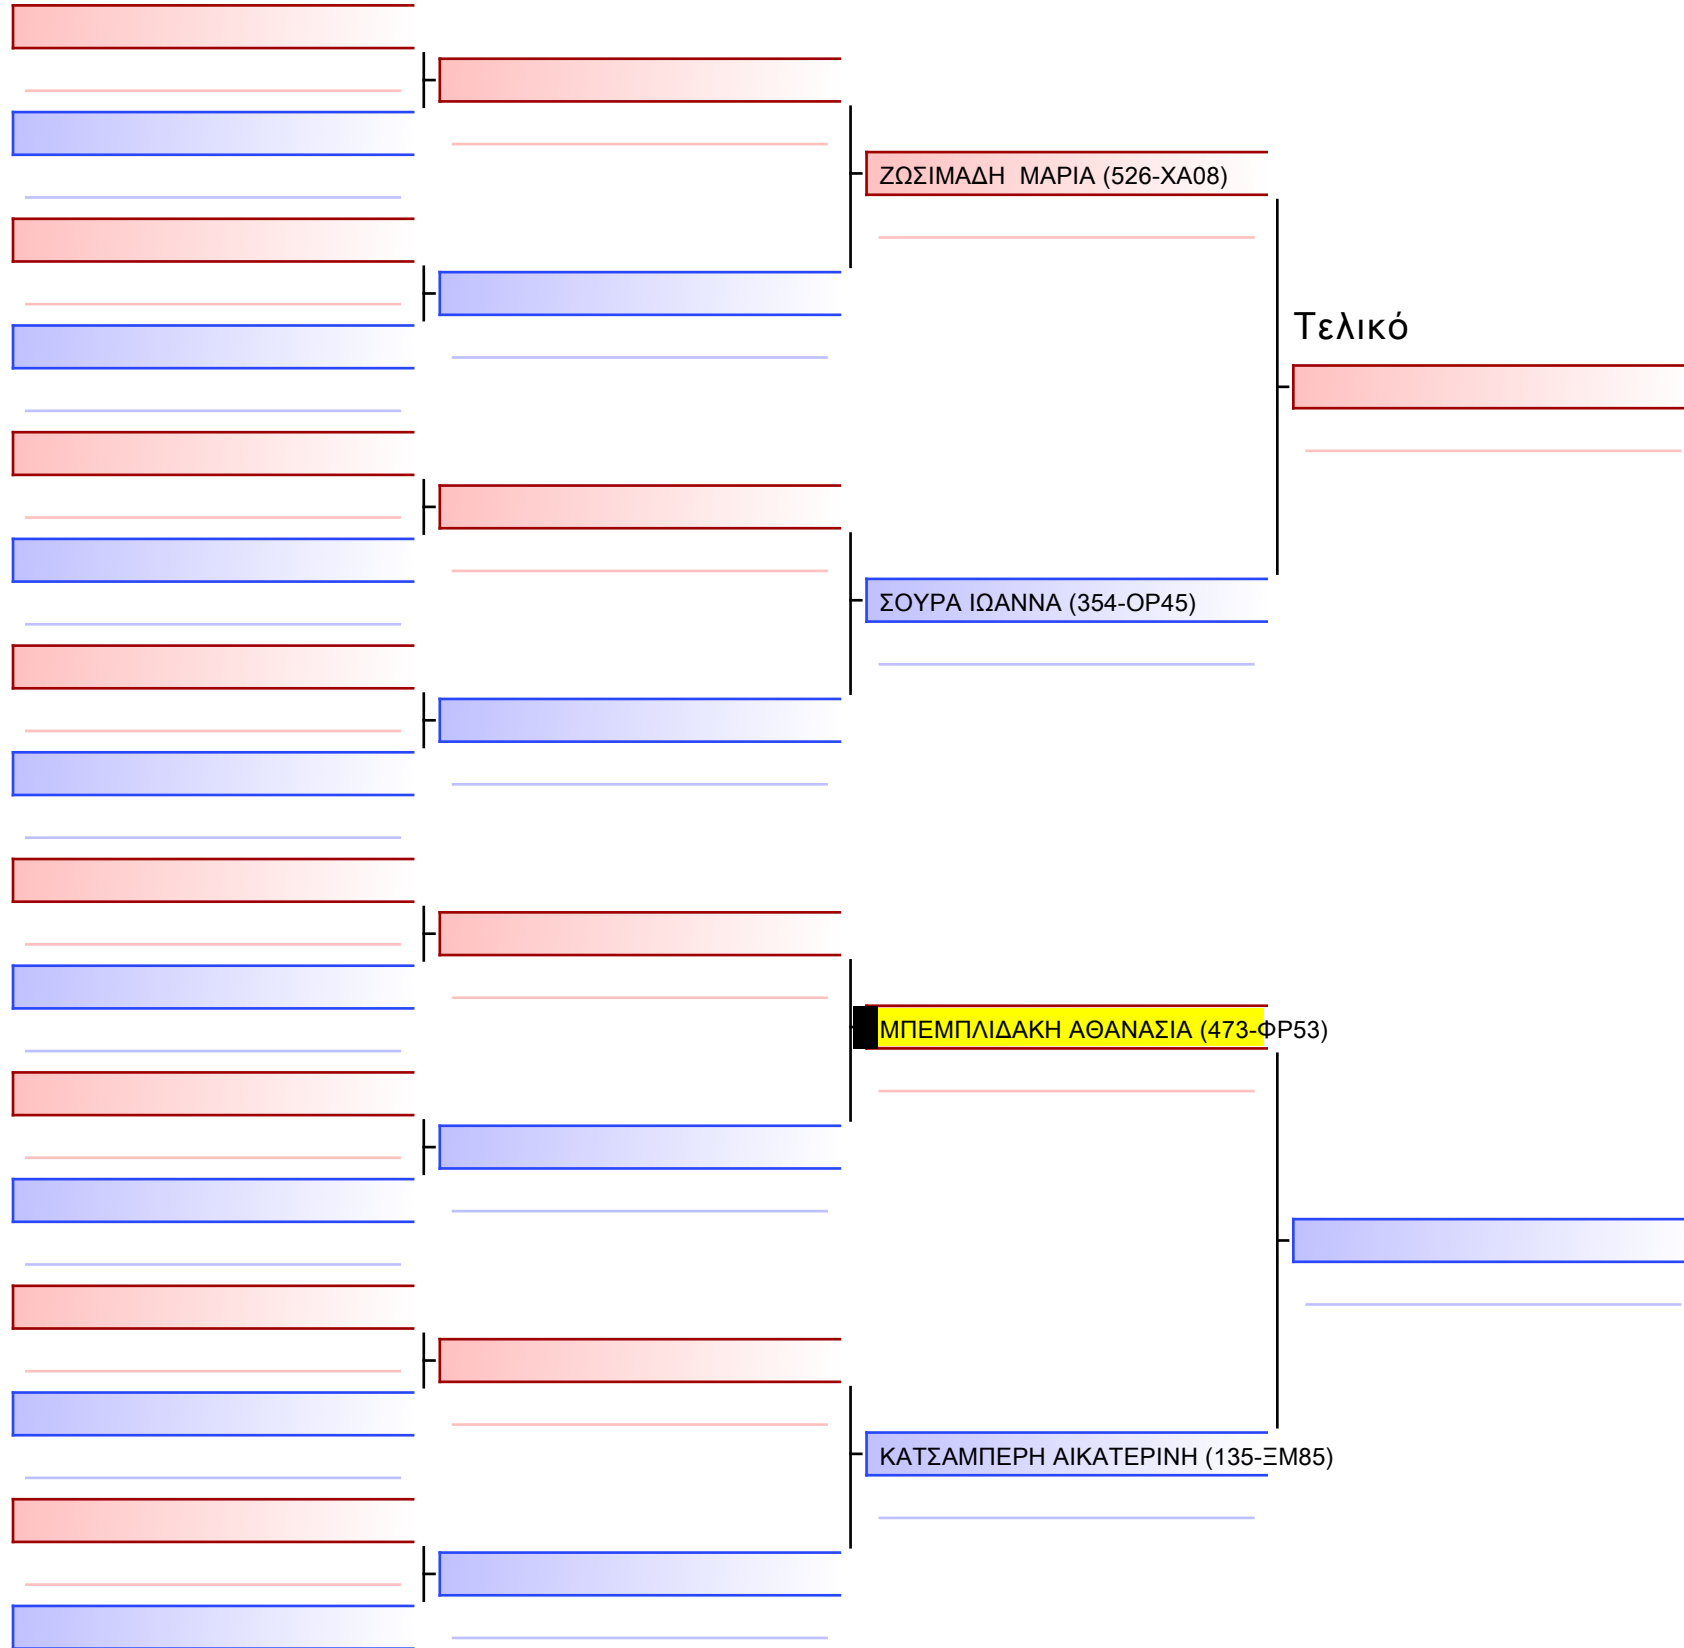 ΖΩΣΙΜΑΔΗ  ΜΑΡΙΑ (526-ΧΑ08)
Τελικό
ΣΟΥΡΑ ΙΩΑΝΝΑ (354-ΟΡ45)
ΜΠΕΜΠΛΙΔΑΚΗ ΑΘΑΝΑΣΙΑ (473-ΦΡ53)
ΚΑΤΣΑΜΠΕΡΗ ΑΙΚΑΤΕΡΙΝΗ (135-ΞΜ85)